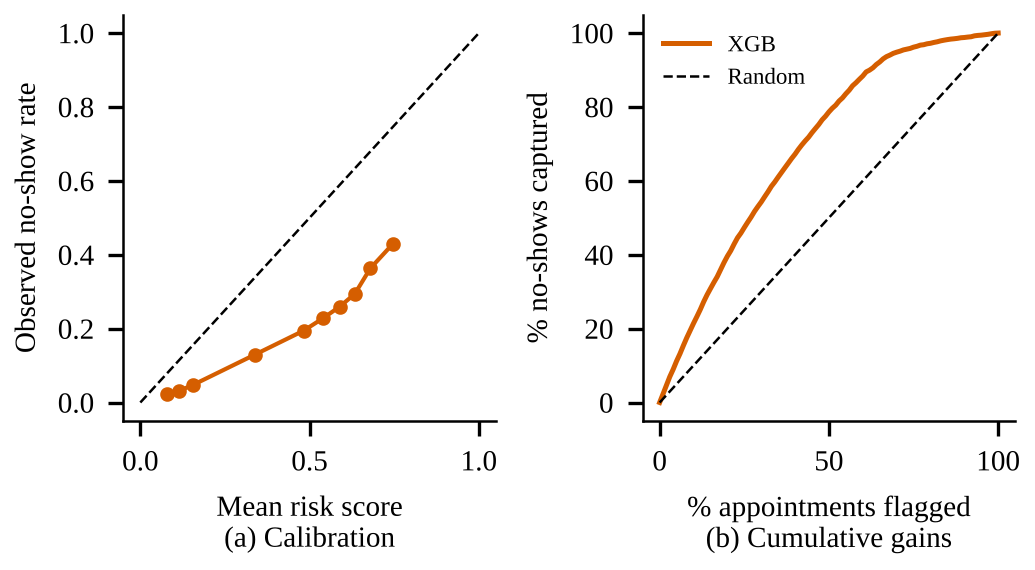 Observed no-show rate
1.0
0.8
0.6
0.4
0.2
0.0
0.0 0.5 1.0
Mean risk score
(a) Calibration
% no-shows captured
100
80
60
40
20
0
XGB
Random
0 50 100
% appointments flagged
(b) Cumulative gains